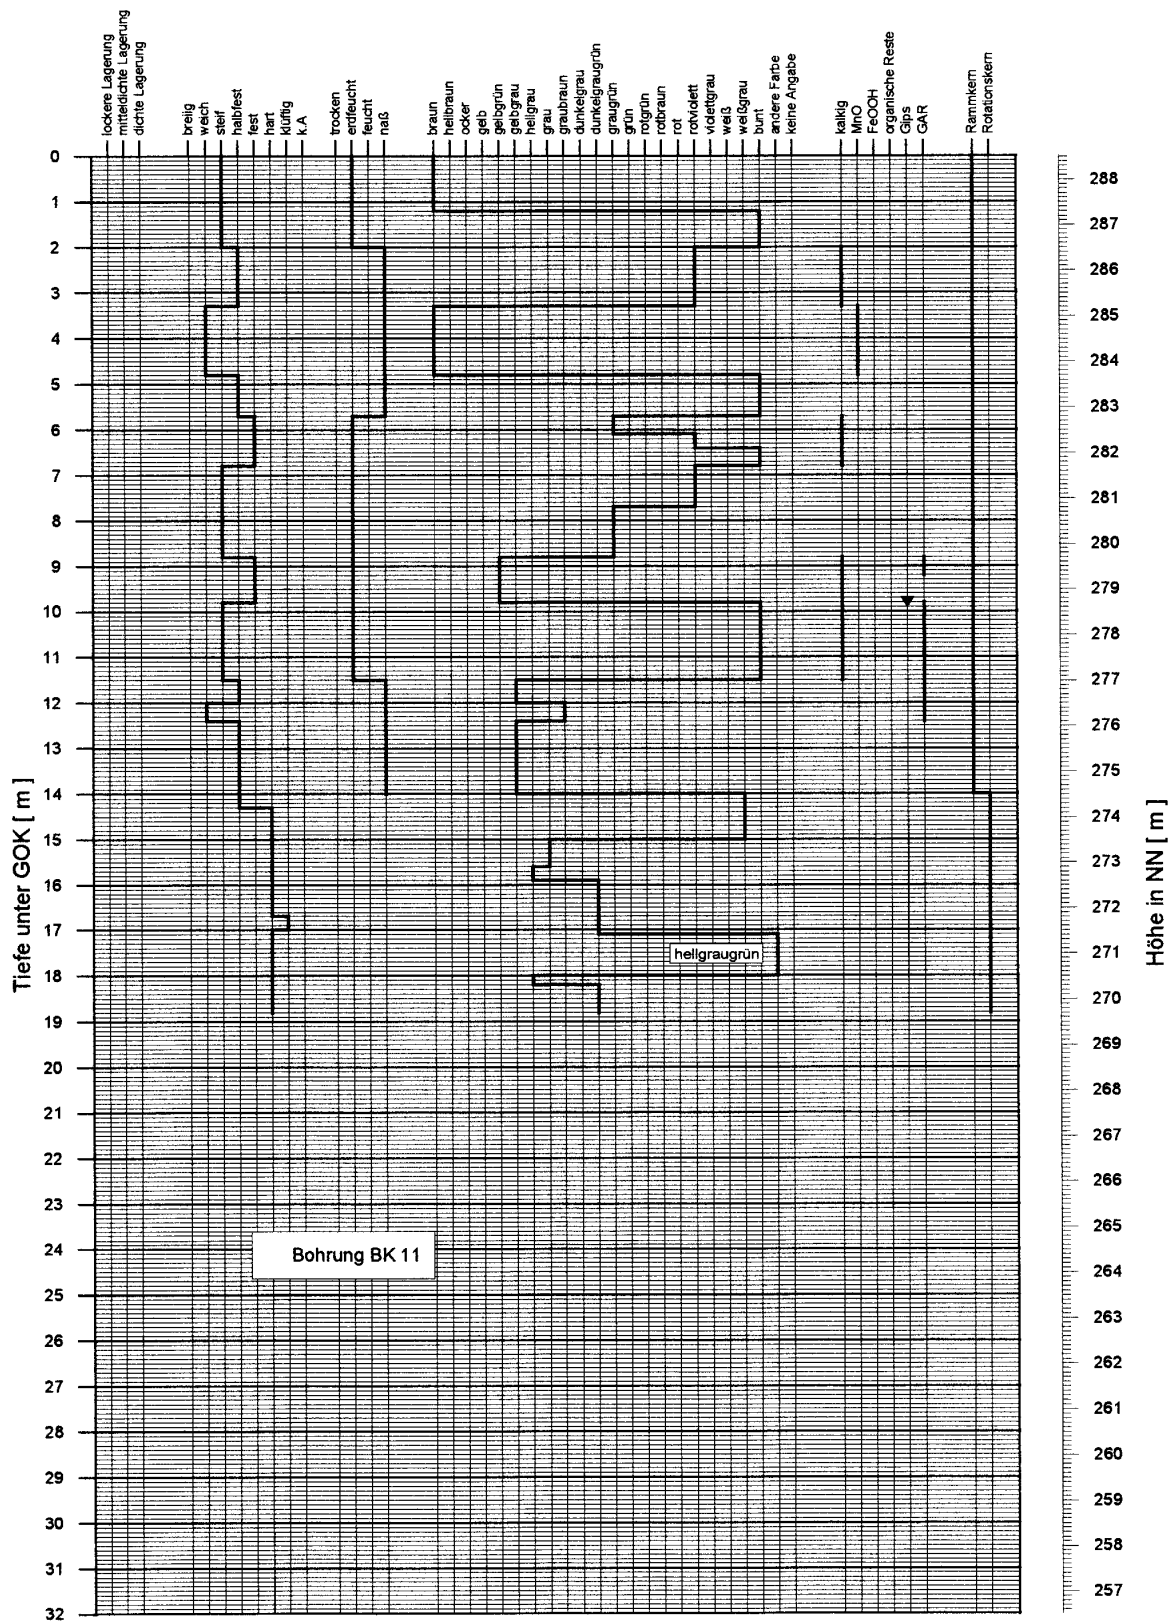 lockere Lagerung
mitteldichte Lagerung
dichte Lagerung
breiig
weich
steif
halbfest
fest
hart
klüftig
k.A
trocken
erdfeucht
feucht
naß
braun
hellbraun
ocker
gelb
gelbgrün
gelbgrau
hellgrau
grau
graubraun
dunkelgrau
dunkelgraugrün
graugrün
grün
rotgrün
rotbraun
rot
rotviolett
violettgrau
weiß
weißgrau
bunt
andere Farbe
keine Angabe
kalkig
MnO
FeOOH
organische Reste
Gips
GAR
Rammkern
Rotationskern
0
1
2
3
4
5
6
7
8
9
10
11
12
13
14
15
16
17
18
19
20
21
22
23
24
25
26
27
28
29
30
31
32
Tiefe unter GOK [ m ]
hellgraugrün
Bohrung BK 11
288
287
286
285
284
283
282
281
280
279
278
277
276
275
274
273
272
271
270
269
268
267
266
265
264
263
262
261
260
259
258
257
Höhe in NN [ m ]